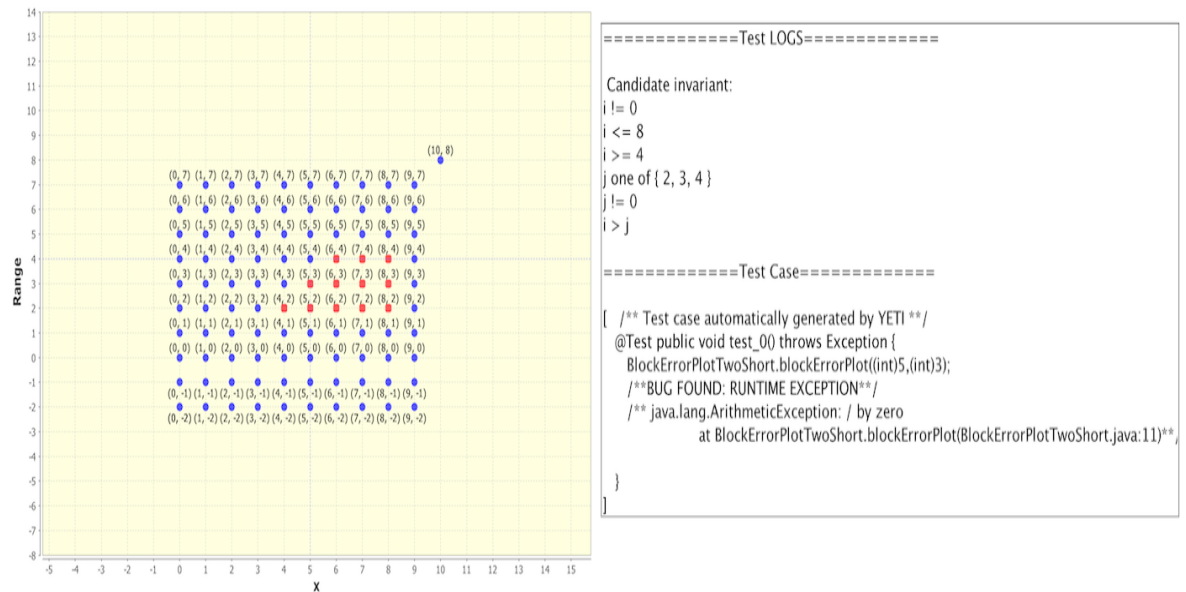 14
13
12
11
10
9
8
7
6
5
4
3
2
1
0
-1
-2
-3
-4
-5
-6
-7
-8
Range
(10, 8)
(0, 7) (1, 7) (2, 7) (3, 7) (4, 7) (5, 7) (6, 7) (7, 7) (8, 7) (9, 7)
(0, 6) (1, 6) (2, 6) (3, 6) (4, 6) (5, 6) (6, 6) (7, 6) (8, 6) (9, 6)
(0, 5) (1, 5) (2, 5) (3, 5) (4, 5) (5, 5) (6, 5) (7, 5) (8, 5) (9, 5)
(0, 4) (1, 4) (2, 4) (3, 4) (4, 4) (5, 4) (6, 4) (7, 4) (8, 4) (9, 4)
(0, 3) (1, 3) (2, 3) (3, 3) (4, 3) (5, 3) (6, 3) (7, 3) (8, 3) (9, 3)
(0, 2) (1, 2) (2, 2) (3, 2) (4, 2) (5, 2) (6, 2) (7, 2) (8, 2) (9, 2)
(0, 1) (1, 1) (2, 1) (3, 1) (4, 1) (5, 1) (6, 1) (7, 1) (8, 1) (9, 1)
(0, 0) (1, 0) (2, 0) (3, 0) (4, 0) (5, 0) (6, 0) (7, 0) (8, 0) (9, 0)
(0, -1) (1, -1) (2, -1) (3, -1) (4, -1) (5, -1) (6, -1) (7, -1) (8, -1) (9, -1)
(0, -2) (1, -2) (2, -2) (3, -2) (4, -2) (5, -2) (6, -2) (7, -2) (8, -2) (9, -2)
-5 -4 -3 -2 -1 0 1 2 3 4 5 6 7 8 9 10 11 12 13 14 15
X
=============Test LOGS=============
Candidate invariant:
i != 0
i <= 8
i >= 4
j one of { 2, 3, 4 }
j != 0
i > j
=============Test Case=============
[ /** Test case automatically generated by YETI **/
@Test public void test_0() throws Exception {
BlockErrorPlotTwoShort.blockErrorPlot((int)5,(int)3);
/**BUG FOUND: RUNTIME EXCEPTION**/
/** java.lang.ArithmeticException: / by zero
at BlockErrorPlotTwoShort.blockErrorPlot(BlockErrorPlotTwoShort.java:11)**/
}
]